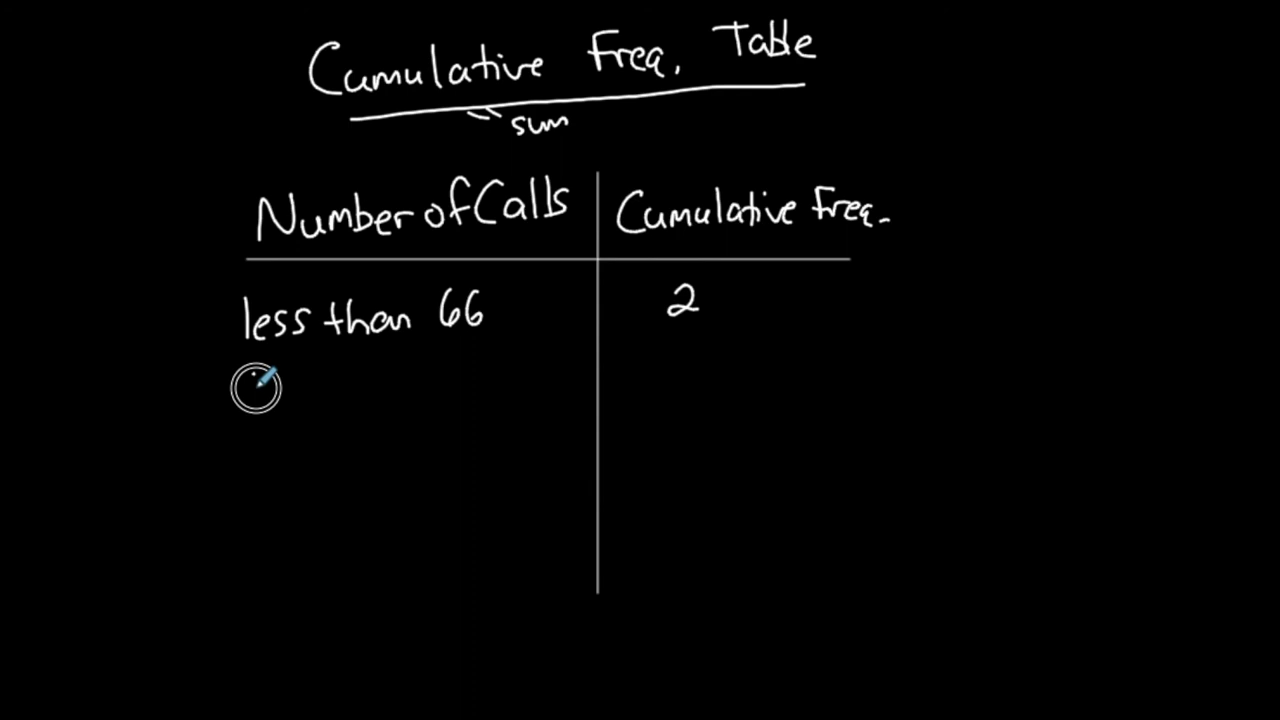 Cumulative Freq. Table
sum
Number of Calls Cumulative Freq.
less than 66 2